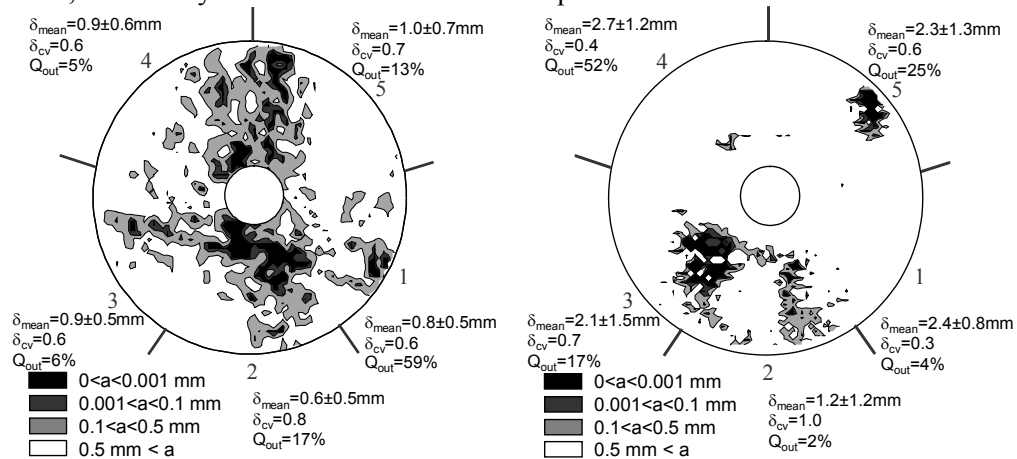 δmean=0.9±0.6mm
δcv=0.6
Qout=5%
4
δmean=1.0±0.7mm
δcv=0.7
Qout=13%
5
1
3
δmean=0.9±0.5mm
δcv=0.6
Qout=6%
δmean=0.8±0.5mm
δcv=0.6
Qout=59%
2
δmean=0.6±0.5mm
δcv=0.8
Qout=17%
0<a<0.001 mm
0.001<a<0.1 mm
0.1<a<0.5 mm
0.5 mm < a
δmean=2.7±1.2mm
δcv=0.4
Qout=52%
4
δmean=2.3±1.3mm
δcv=0.6
Qout=25%
5
1
3
δmean=2.1±1.5mm
δcv=0.7
Qout=17%
δmean=2.4±0.8mm
δcv=0.3
Qout=4%
2
δmean=1.2±1.2mm
δcv=1.0
Qout=2%
0<a<0.001 mm
0.001<a<0.1 mm
0.1<a<0.5 mm
0.5 mm < a